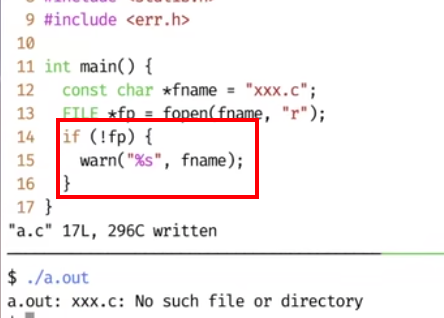 9 #include <err.h>
10
11 int main() {
12   const char *fname = "xxx.c";
13   FILE *fp = fopen(fname, "r");
14   if (!fp) {
15     warn("%s", fname);
16   }
17 }
"a.c" 17L, 296C written
$ ./a.out
a.out: xxx.c: No such file or directory